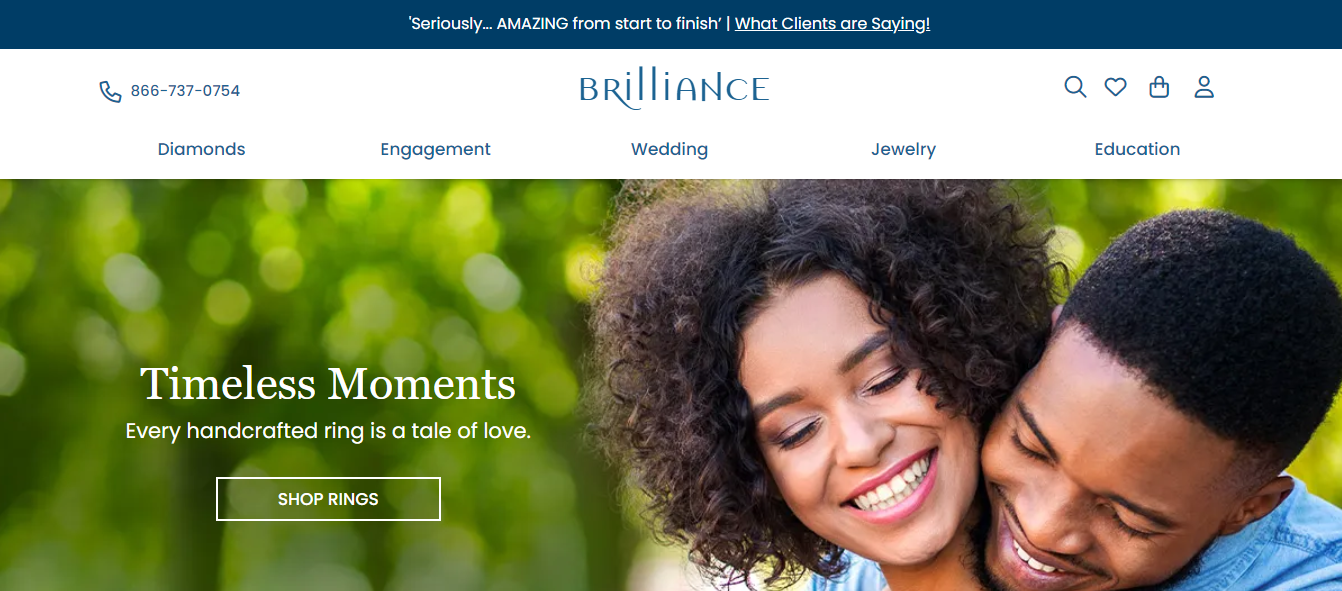 'Seriously... AMAZING from start to finish’ | What Clients are Saying!
866-737-0754
BRilliANCE
Diamonds Engagement Wedding Jewelry Education
Timeless Moments
Every handcrafted ring is a tale of love.
SHOP RINGS